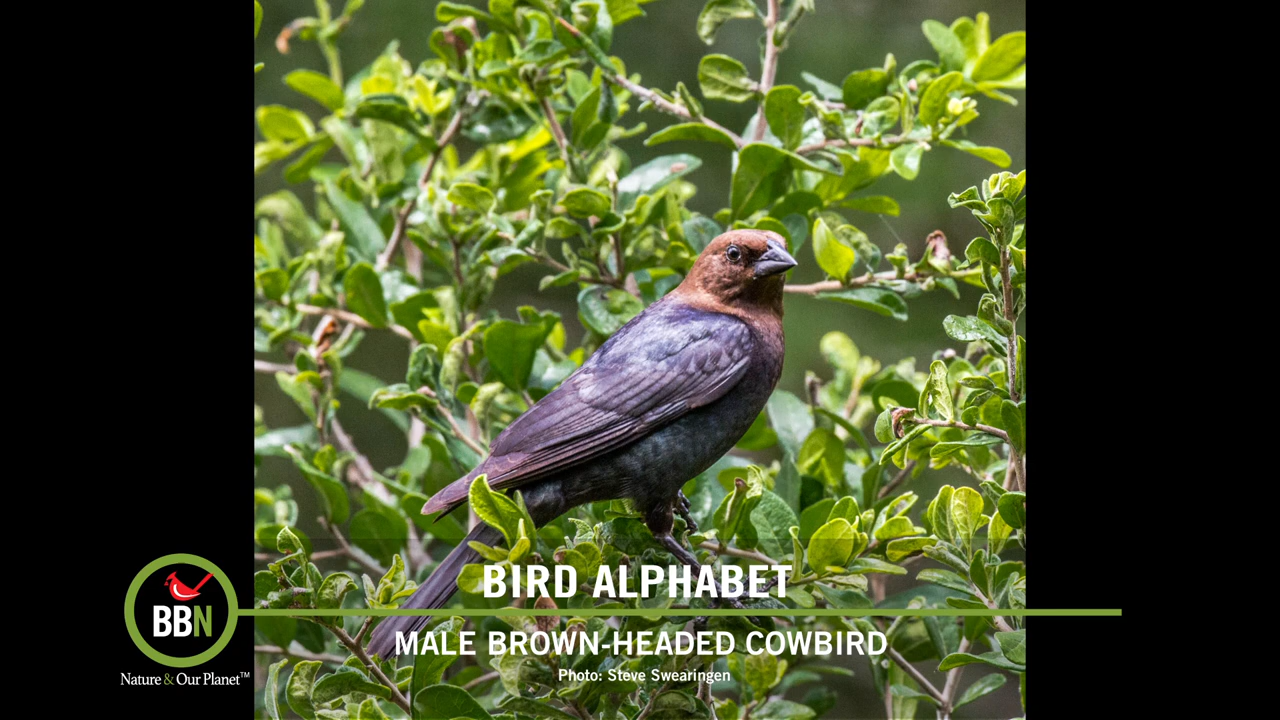 BIRD ALPHABET
BBN
MALE BROWN-HEADED COWBIRD
Nature & Our Planet™
Photo: Steve Swearingen